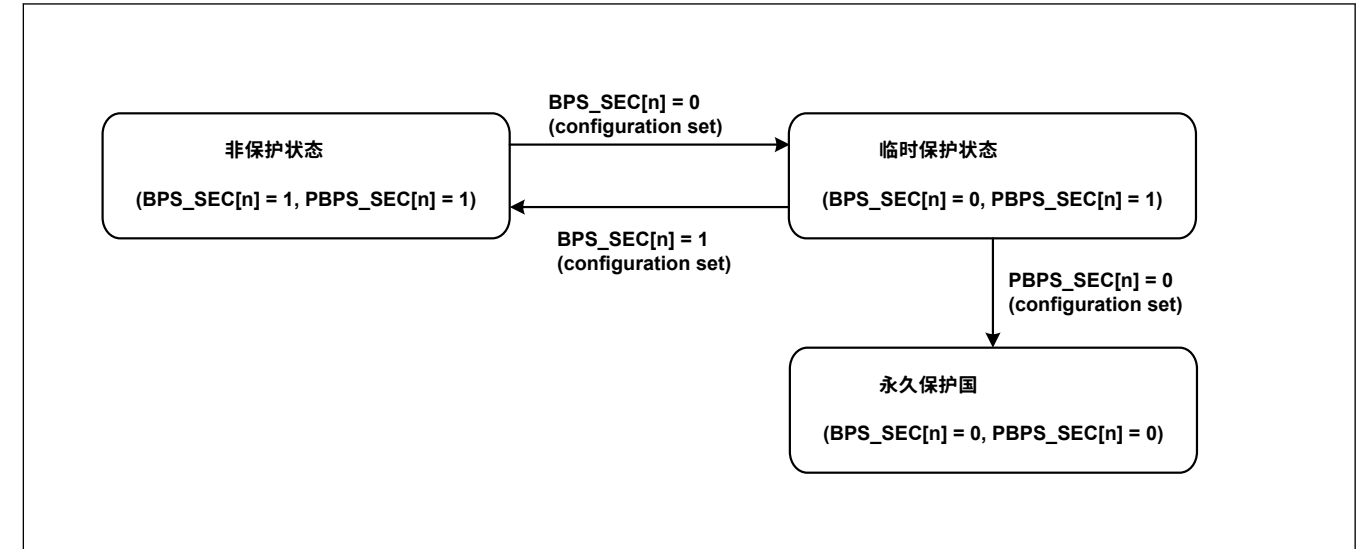 BPS_SEC[n] = 0
(configuration set)
非保护状态
(BPS_SEC[n] = 1, PBPS_SEC[n] = 1)
临时保护状态
(BPS_SEC[n] = 0, PBPS_SEC[n] = 1)
BPS_SEC[n] = 1
(configuration set)
PBPS_SEC[n] = 0
(configuration set)
永久保护国
(BPS_SEC[n] = 0, PBPS_SEC[n] = 0)